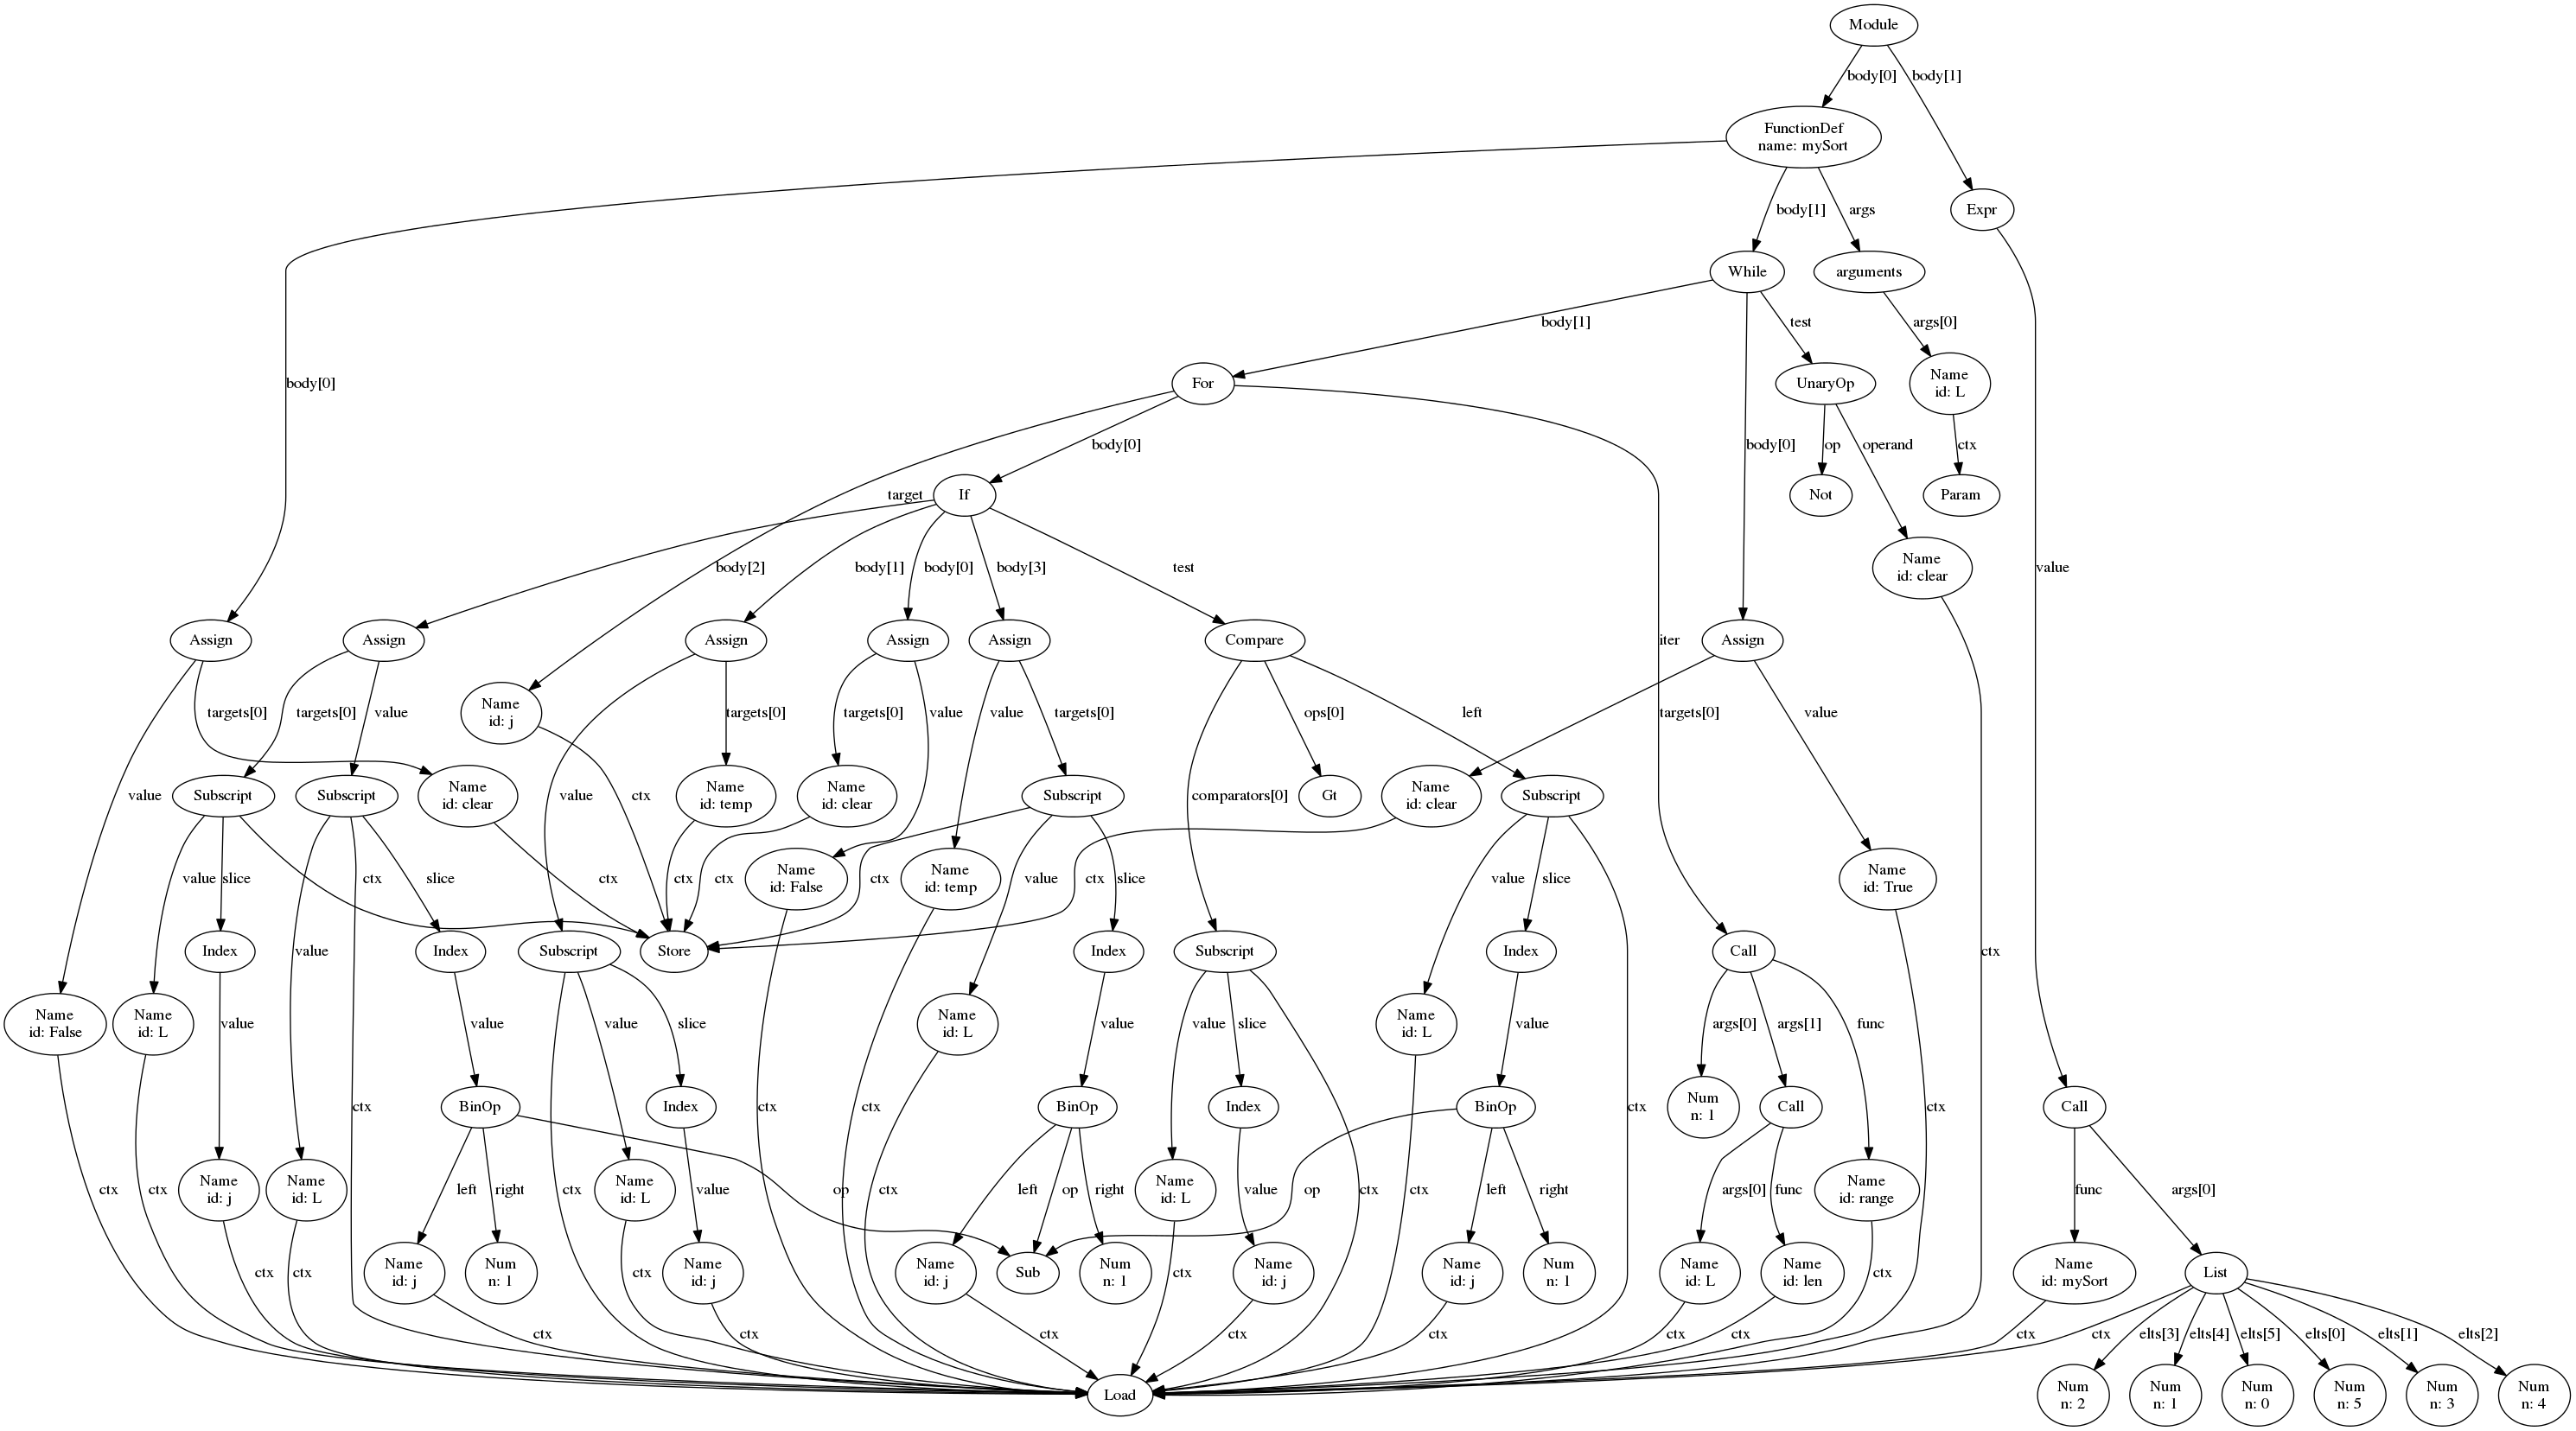 Module
body[0]
body[1]
FunctionDef
name: mySort
body[1]
args
Expr
While
arguments
body[1]
test
args[0]
For
UnaryOp
Name
id: L
body[0]
body[0]
body[0]
op
operand
ctx
target
If
Not
Param
body[2]
body[1]
body[0]
body[3]
test
Name
id: clear
value
Assign
Assign
Assign
Assign
Assign
Compare
iter
Assign
targets[0]
targets[0]
value
Name
id: j
targets[0]
targets[0]
value
value
targets[0]
ops[0]
left
targets[0]
value
value
Subscript
Subscript
Name
id: clear
value
ctx
Name
id: temp
Name
id: clear
Subscript
comparators[0]
Gt
Name
id: clear
Subscript
value
slice
ctx
slice
ctx
ctx
ctx
Name
id: False
ctx
Name
id: temp
value
slice
ctx
value
slice
Name
id: True
value
Index
Index
Subscript
Store
Index
Subscript
Index
Call
ctx
Name
id: False
Name
id: L
value
value
value
slice
Name
id: L
value
value
slice
Name
id: L
value
args[0]
args[1]
func
ctx
BinOp
Index
ctx
BinOp
Index
BinOp
ctx
Num
n: 1
Call
ctx
Call
ctx
ctx
Name
id: j
Name
id: L
left
right
ctx
Name
id: L
value
op
ctx
ctx
left
op
right
Name
id: L
value
op
ctx
ctx
left
right
args[0]
func
Name
id: range
func
args[0]
ctx
ctx
Name
id: j
Num
n: 1
ctx
Name
id: j
Name
id: j
Sub
Num
n: 1
ctx
Name
id: j
Name
id: j
Num
n: 1
Name
id: L
Name
id: len
ctx
Name
id: mySort
List
ctx
ctx
ctx
ctx
ctx
ctx
ctx
ctx
ctx
elts[3]
elts[4]
elts[5]
elts[0]
elts[1]
elts[2]
Load
Num
n: 2
Num
n: 1
Num
n: 0
Num
n: 5
Num
n: 3
Num
n: 4